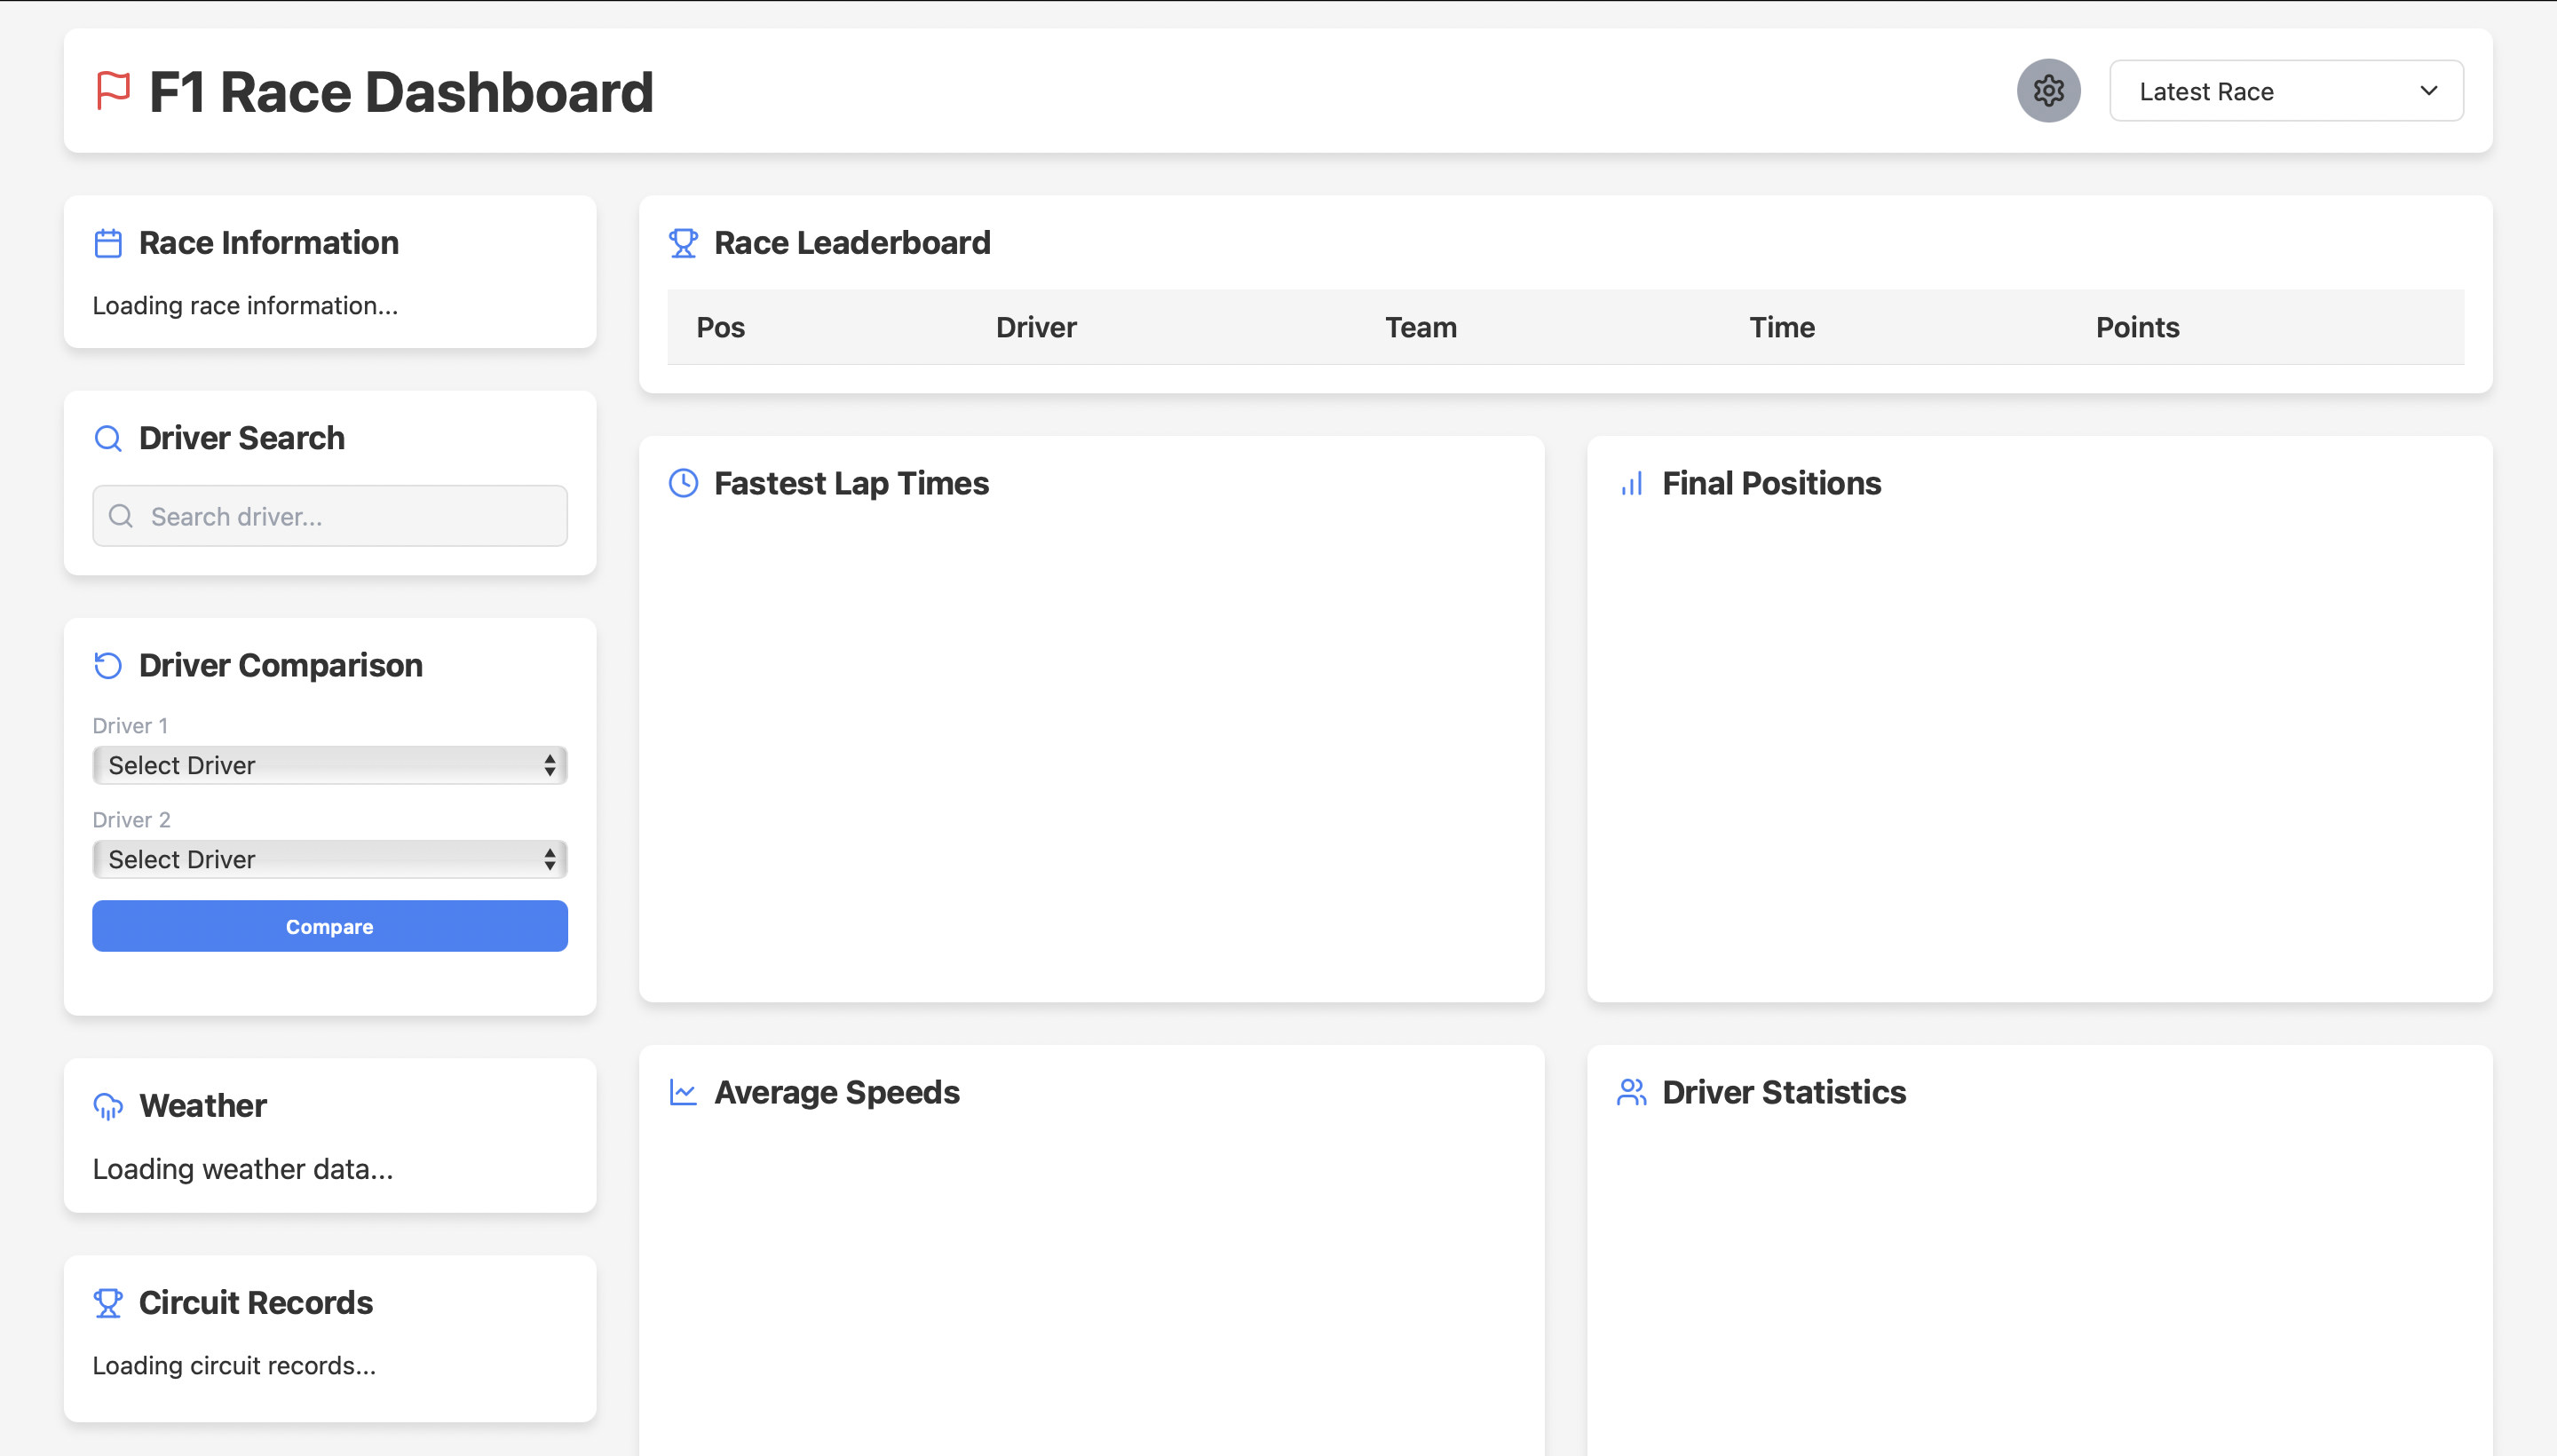 F1 Race Dashboard
Latest Race
Race Information
Loading race information...
Driver Search
Search driver...
Driver Comparison
Driver 1
Select Driver
Driver 2
Select Driver
Compare
Weather
Loading weather data...
Circuit Records
Loading circuit records...
Race Leaderboard
Pos Driver Team Time Points
Fastest Lap Times
Final Positions
Average Speeds
Driver Statistics